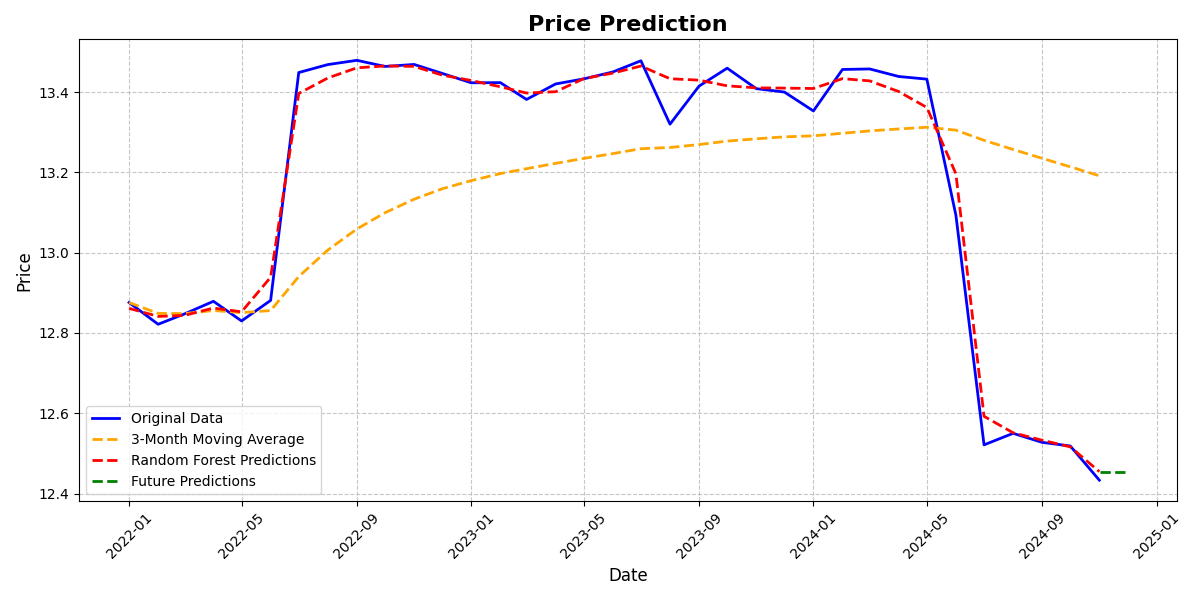 Price Prediction
Price
13.4
13.2
13.0
12.8
12.6
12.4
Original Data
3-Month Moving Average
Random Forest Predictions
Future Predictions
2022-01
2022-05
2022-09
2023-01
2023-05
2023-09
2024-01
2024-05
2024-09
2025-01
Date